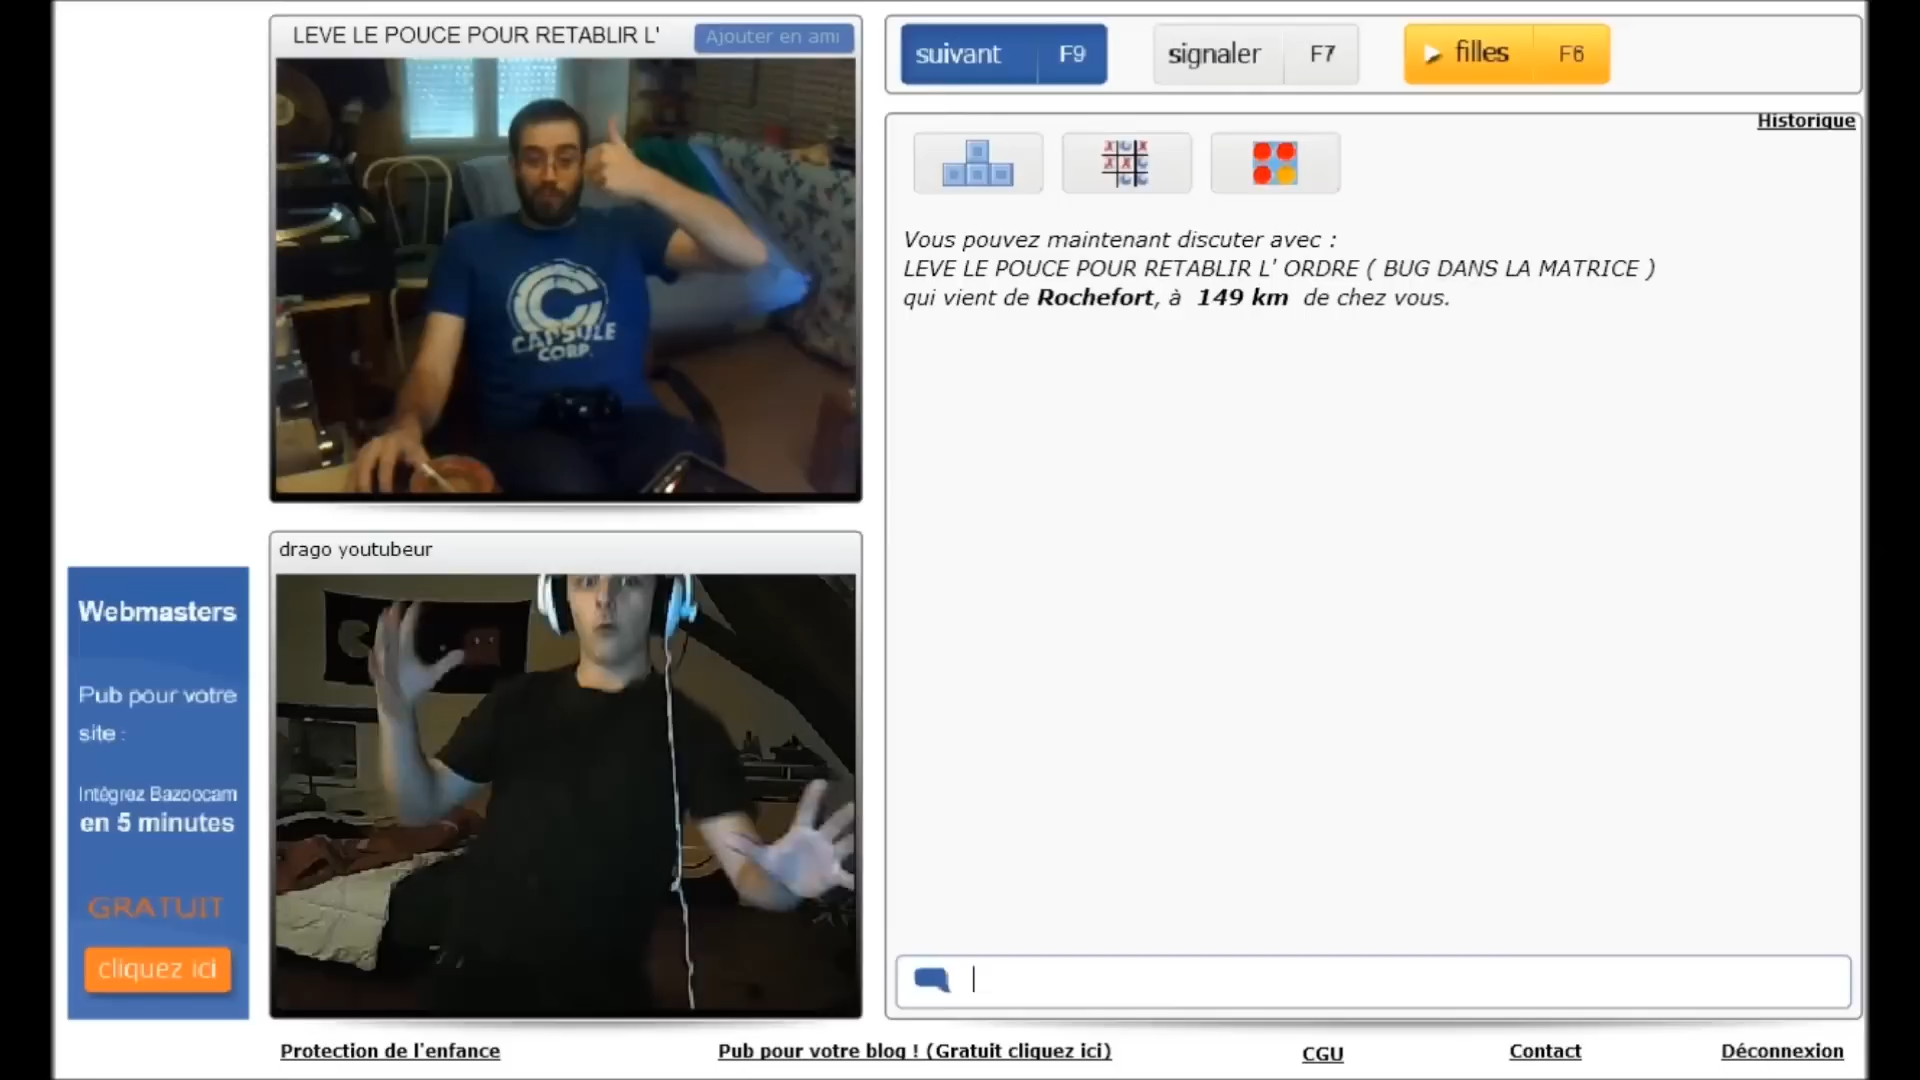 LEVE LE POUCE POUR RETABLIR L'
Ajouter en ami
suivant F9
signaler F7
filles F6
Historique
CAPSULE
CORP.
Vous pouvez maintenant discuter avec :
LEVE LE POUCE POUR RETABLIR L' ORDRE ( BUG DANS LA MATRICE )
qui vient de Rochefort, à 149 km de chez vous.
drago youtubeur
Webmasters
Pub pour votre
site :
Intégrez Bazoocam
en 5 minutes
GRATUIT
cliquez ici
Protection de l'enfance
Pub pour votre blog ! (Gratuit cliquez ici)
CGU
Contact
Déconnexion